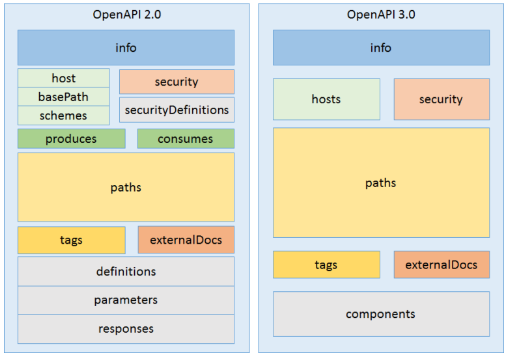 OpenAPI 2.0
info
host
basePath
schemes
security
securityDefinitions
produces
consumes
paths
tags
externalDocs
definitions
parameters
responses
OpenAPI 3.0
info
hosts
security
paths
tags
externalDocs
components